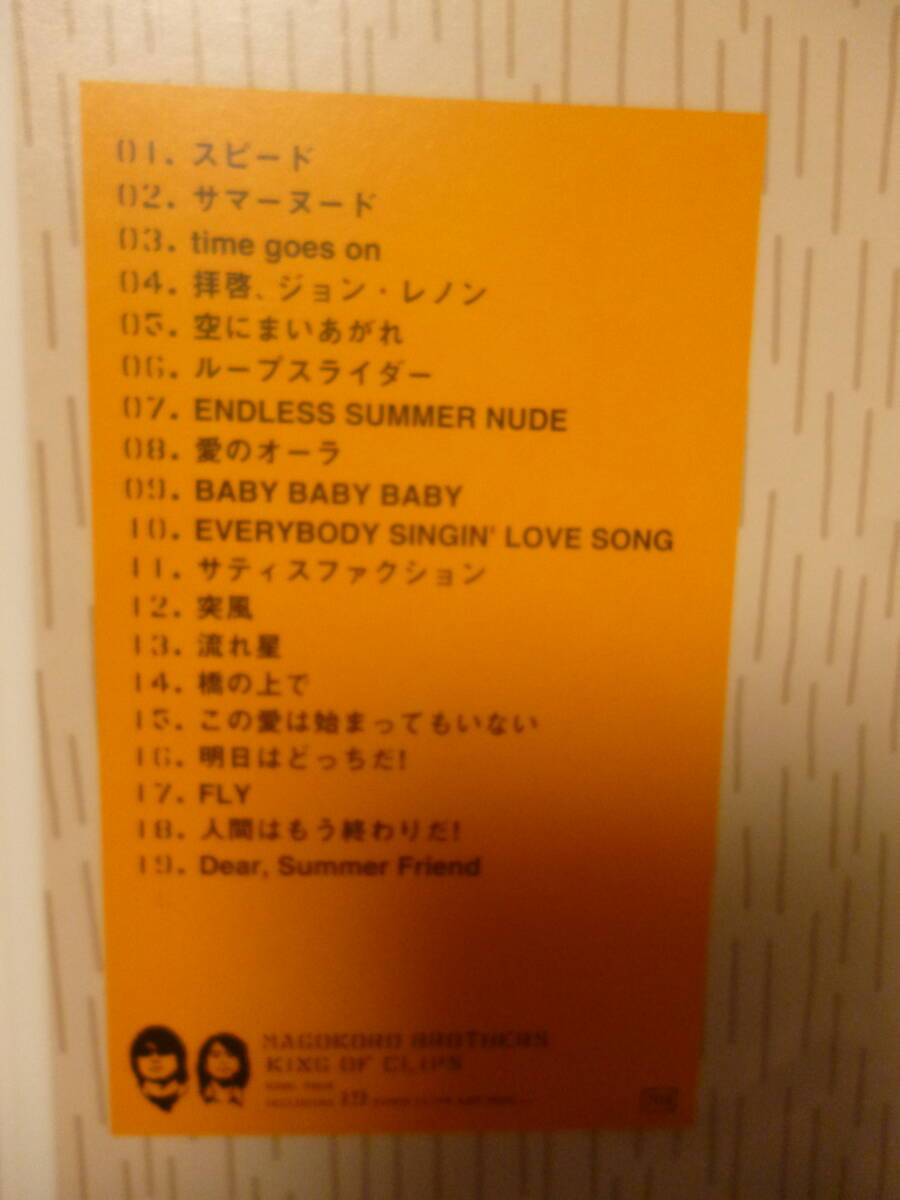 01. スピード
02. サマーヌード
03. time goes on
04. 拝啓、ジョン・レノン
05. 空にまいあがれ
06. ループスライダー
07. ENDLESS SUMMER NUDE
08. 愛のオーラ
09. BABY BABY BABY
10. EVERYBODY SINGIN' LOVE SONG
11. サティスファクション
12. 突風
13. 流れ星
14. 橋の上で
15. この愛は始まってもいない
16. 明日はどっちだ!
17. FLY
18. 人間はもう終わりだ!
19. Dear, Summer Friend
MAGOKORO BROTHERS
KING OF CLIPS
19